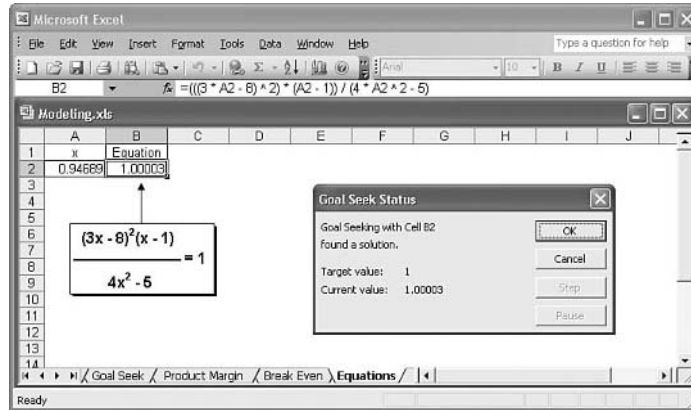 Microsoft Excel
File Edit View Insert Format Tools Data Window Help Type a question for help
Arial 10 B I U
B2 fx =(((3 * A2 - 8) ^ 2) * (A2 - 1)) / (4 * A2 ^ 2 - 5)
Modeling.xls
A B C D E F G H I J
1 x Equation
2 0.94689 1.00003
3
4
5
6
7
8
9
10
11
12
13
14
(3x - 8)²(x - 1)
= 1
4x² - 5
Goal Seek Status
Goal Seeking with Cell B2
found a solution.
Target value: 1
Current value: 1.00003
OK
Cancel
Step
Pause
Goal Seek / Product Margin / Break Even \ Equations /
Ready